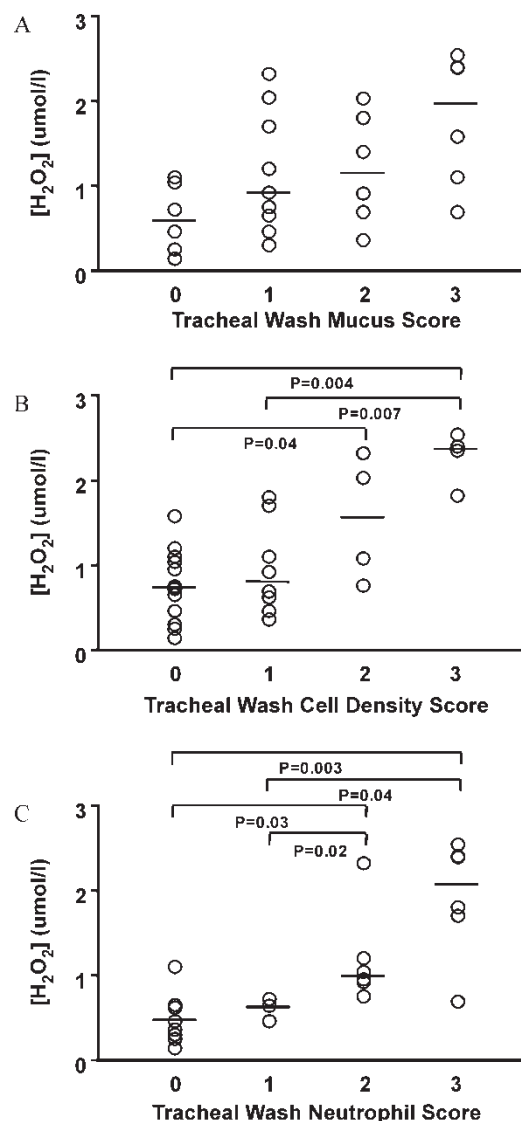 A
[H2O2] (umol/l)
3
2
1
0
0 1 2 3
Tracheal Wash Mucus Score
B
P=0.004
P=0.007
P=0.04
[H2O2] (umol/l)
3
2
1
0
0 1 2 3
Tracheal Wash Cell Density Score
C
P=0.003
P=0.04
P=0.03
P=0.02
[H2O2] (umol/l)
3
2
1
0
0 1 2 3
Tracheal Wash Neutrophil Score